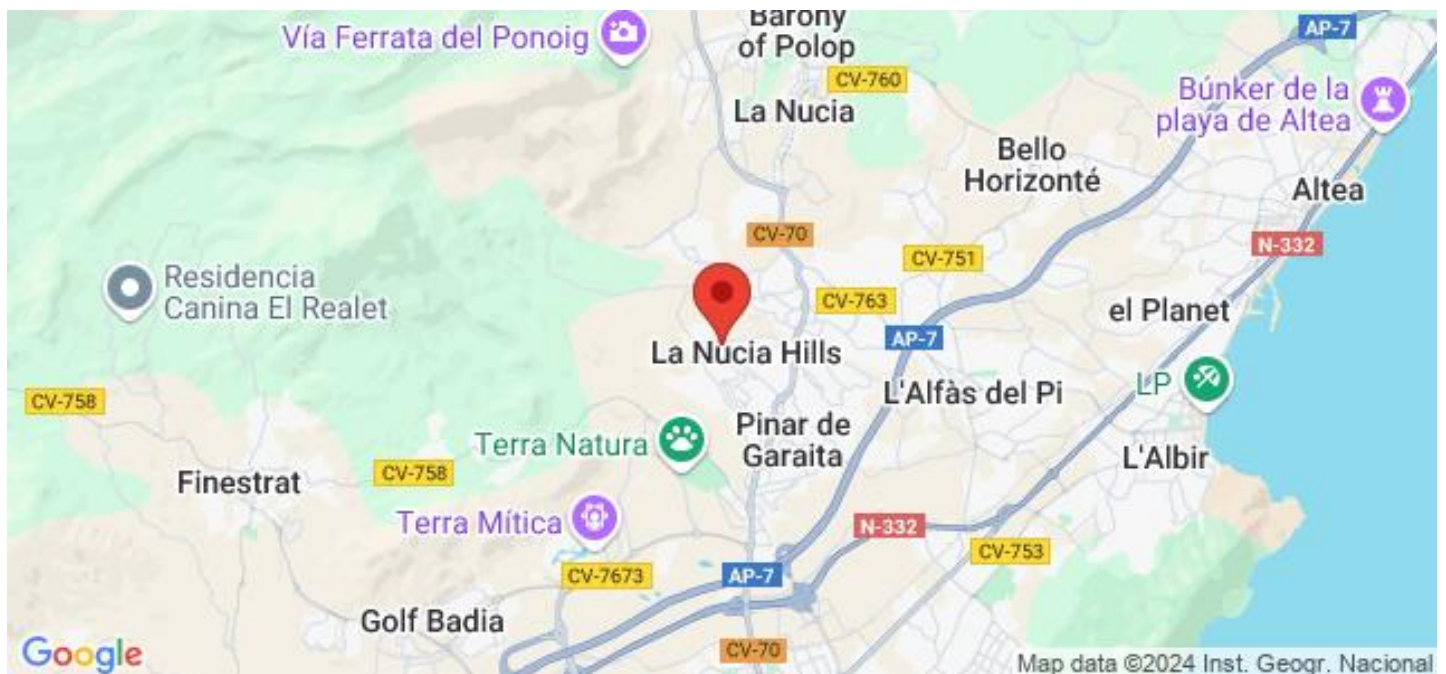 Vía Ferrata del Ponoig
Barony
of Polop
AP-7
CV-760
La Nucia
Búnker de la
playa de Altea
Bello
Horizonté
Altea
CV-70
CV-751
N-332
Residencia
Canina El Realet
CV-763
el Planet
AP-7
La Nucia Hills
L'Alfàs del Pi
LP
CV-758
Terra Natura
Pinar de
Garaita
L'Albir
Finestrat
CV-758
Terra Mítica
N-332
CV-753
CV-7673
AP-7
Golf Badia
CV-70
Google
Map data ©2024 Inst. Geogr. Nacional